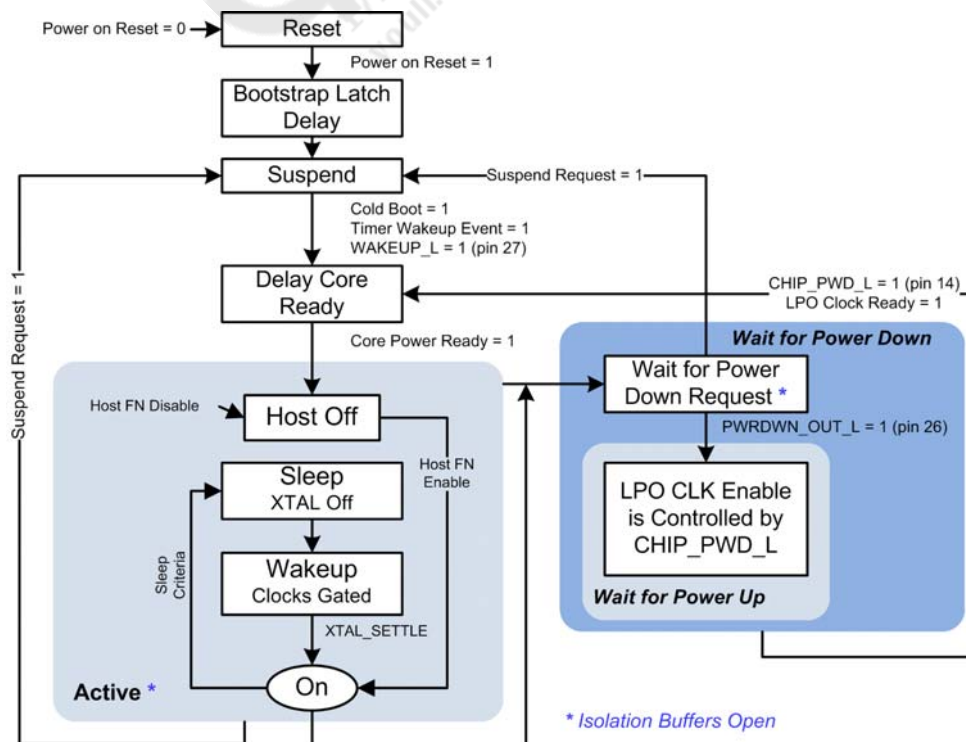 Power on Reset = 0
Reset
Power on Reset = 1
Bootstrap Latch
Delay
Suspend
Suspend Request = 1
Cold Boot = 1
Timer Wakeup Event = 1
WAKEUP_L = 1 (pin 27)
Delay Core
Ready
CHIP_PWD_L = 1 (pin 14)
LPO Clock Ready = 1
Core Power Ready = 1
Suspend Request = 1
Wait for Power Down
Wait for Power
Down Request *
PWRDWN_OUT_L = 1 (pin 26)
LPO CLK Enable
is Controlled by
CHIP_PWD_L
Wait for Power Up
Host FN Disable
Host Off
Host FN
Enable
Sleep
XTAL Off
Sleep
Criteria
Wakeup
Clocks Gated
XTAL_SETTLE
On
Active *
* Isolation Buffers Open